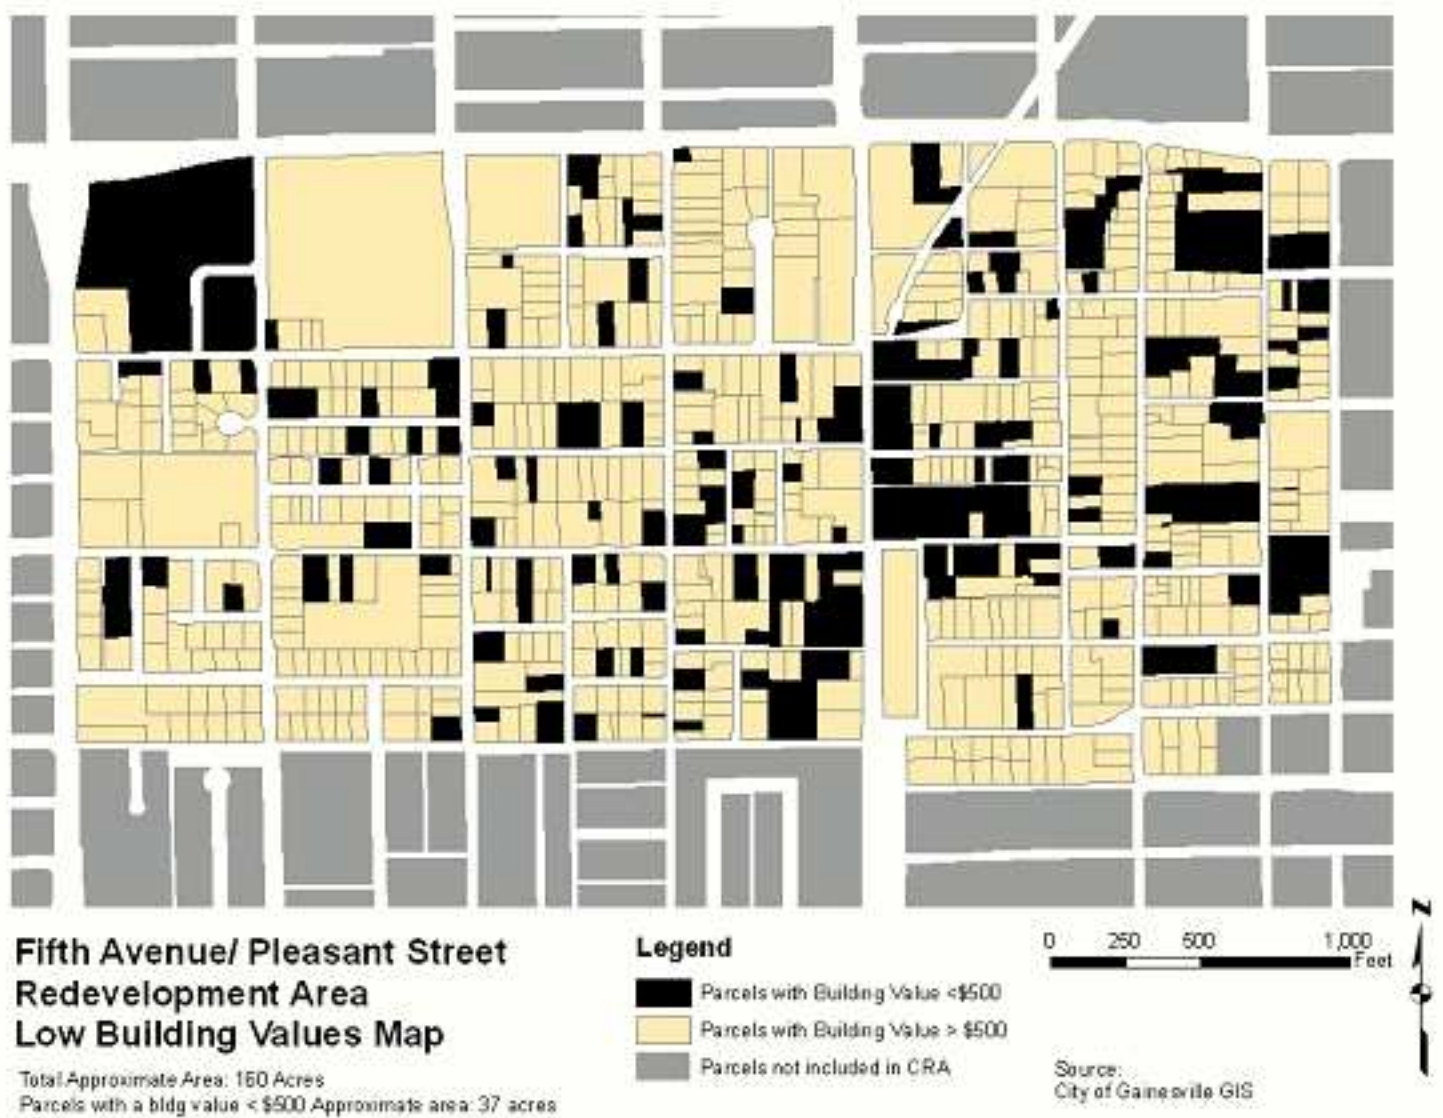 Fifth Avenue/ Pleasant Street
Redevelopment Area
Low Building Values Map
Total Approximate Area: 160 Acres
Parcels with a bldg value < $500 Approximate area: 37 acres
Legend
Parcels with Building Value <$500
Parcels with Building Value > $500
Parcels not included in CRA
0 250 500 1,000
Feet
Source:
City of Gainesville GIS
N